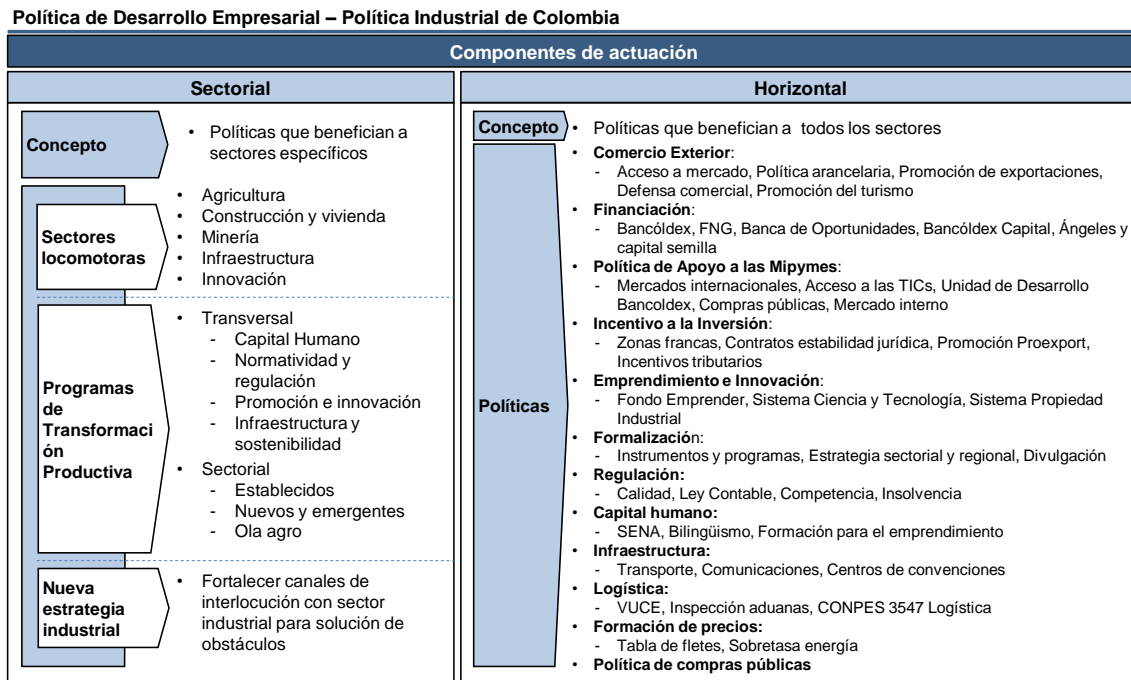 Política de Desarrollo Empresarial – Política Industrial de Colombia
Componentes de actuación
Sectorial
Concepto
• Políticas que benefician a
sectores específicos
Sectores
locomotoras
• Agricultura
• Construcción y vivienda
• Minería
• Infraestructura
• Innovación
Programas
de
Transformaci
ón
Productiva
• Transversal
- Capital Humano
- Normatividad y
regulación
- Promoción e innovación
- Infraestructura y
sostenibilidad
• Sectorial
- Establecidos
- Nuevos y emergentes
- Ola agro
Nueva
estrategia
industrial
• Fortalecer canales de
interlocución con sector
industrial para solución de
obstáculos
Horizontal
Concepto
• Políticas que benefician a todos los sectores
Políticas
• Comercio Exterior:
- Acceso a mercado, Política arancelaria, Promoción de exportaciones,
Defensa comercial, Promoción del turismo
• Financiación:
- Bancóldex, FNG, Banca de Oportunidades, Bancóldex Capital, Ángeles y
capital semilla
• Política de Apoyo a las Mipymes:
- Mercados internacionales, Acceso a las TICs, Unidad de Desarrollo
Bancoldex, Compras públicas, Mercado interno
• Incentivo a la Inversión:
- Zonas francas, Contratos estabilidad jurídica, Promoción Proexport,
Incentivos tributarios
• Emprendimiento e Innovación:
- Fondo Emprender, Sistema Ciencia y Tecnología, Sistema Propiedad
Industrial
• Formalización:
- Instrumentos y programas, Estrategia sectorial y regional, Divulgación
• Regulación:
- Calidad, Ley Contable, Competencia, Insolvencia
• Capital humano:
- SENA, Bilingüismo, Formación para el emprendimiento
• Infraestructura:
- Transporte, Comunicaciones, Centros de convenciones
• Logística:
- VUCE, Inspección aduanas, CONPES 3547 Logística
• Formación de precios:
- Tabla de fletes, Sobretasa energía
• Política de compras públicas